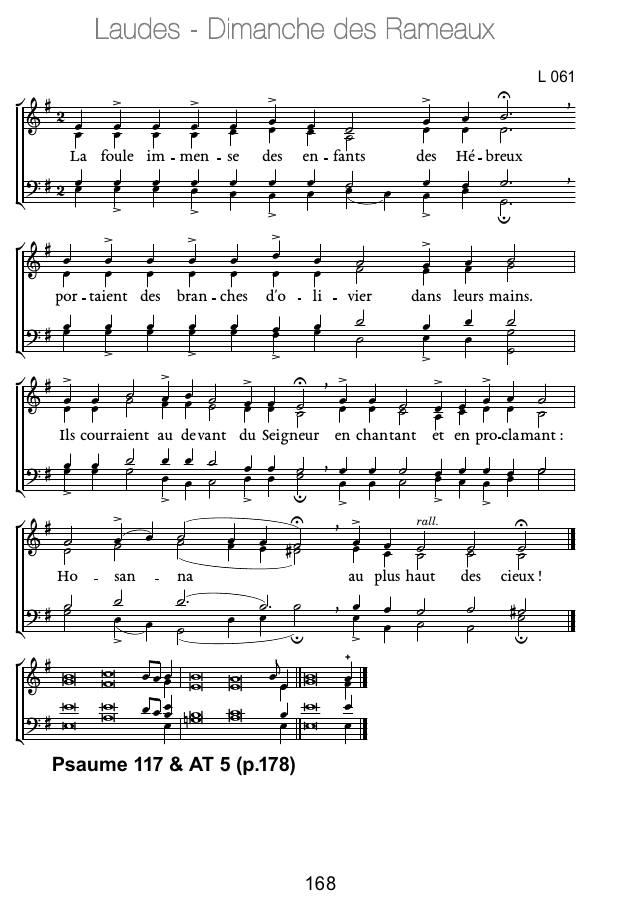 Laudes - Dimanche des Rameaux
L 061
La foule im - men - se des en - fants des Hé - breux
por - taient des bran - ches d'o - li - vier dans leurs mains.
Ils couraient au devant du Seigneur en chantant et en pro-clamant :
rall.
Ho - san - na au plus haut des cieux !
Psaume 117 & AT 5 (p.178)
168